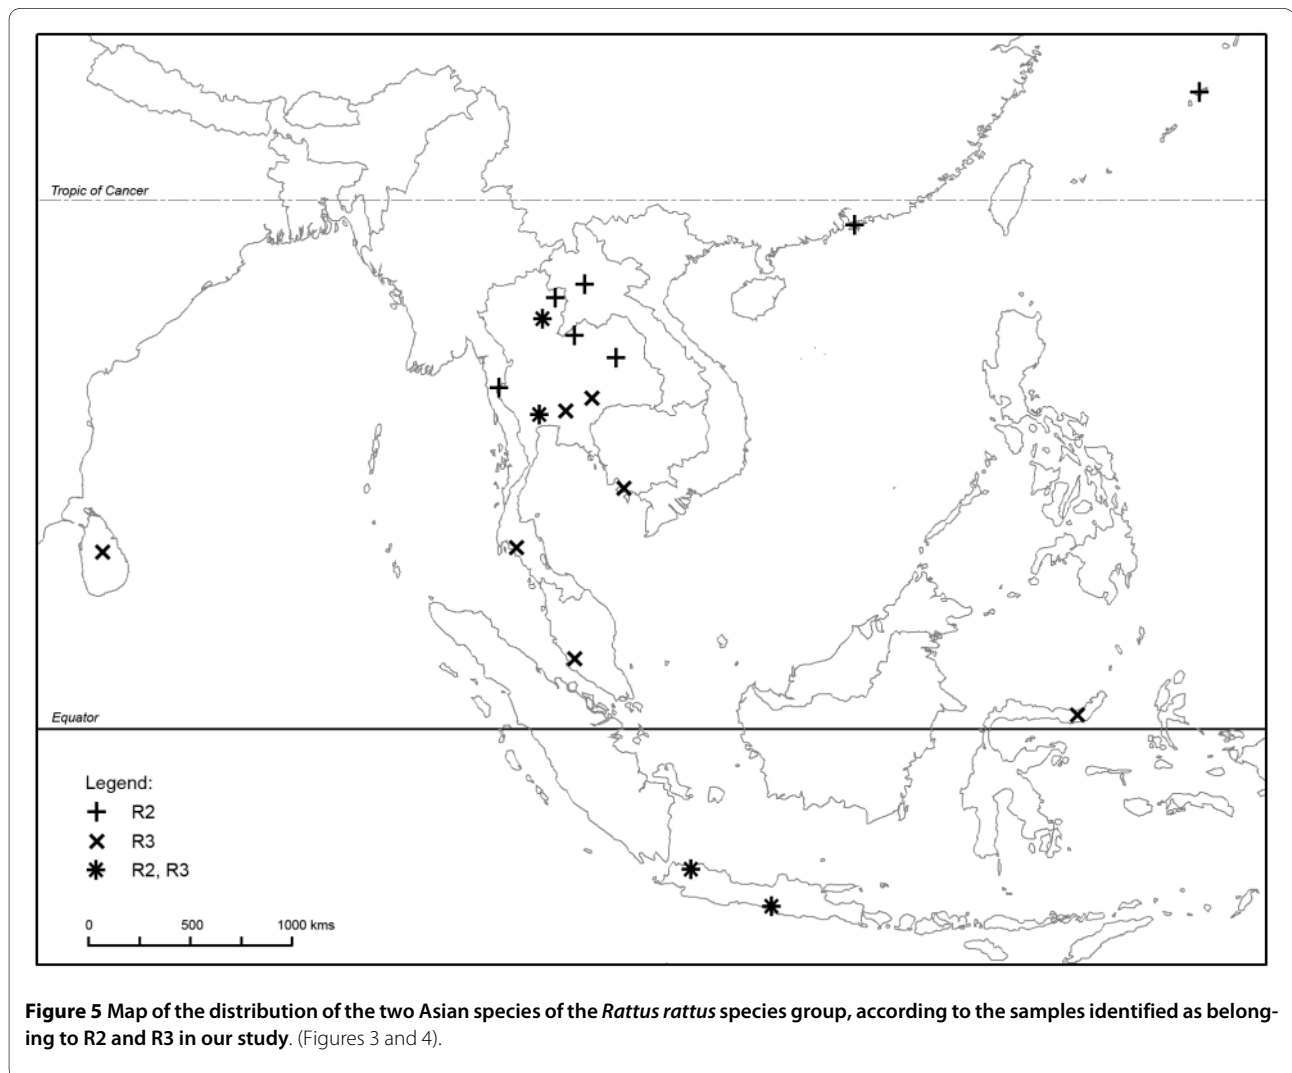 Tropic of Cancer
Equator
Legend:
R2
R3
R2, R3
0 500 1000 kms
Figure 5 Map of the distribution of the two Asian species of the Rattus rattus species group, according to the samples identified as belong-
ing to R2 and R3 in our study. (Figures 3 and 4).